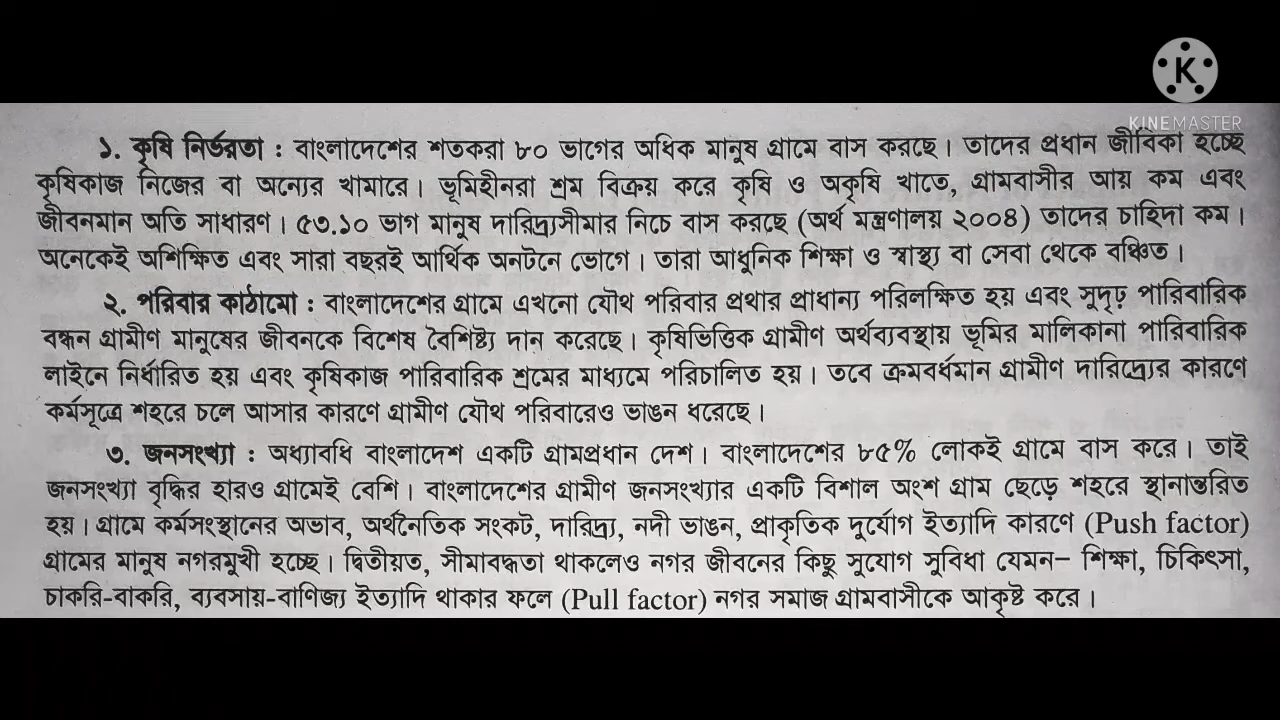 K
KINEMASTER
১. কৃষি নির্ভরতা : বাংলাদেশের শতকরা ৮০ ভাগের অধিক মানুষ গ্রামে বাস করছে। তাদের প্রধান জীবিকা হচ্ছে
কৃষিকাজ নিজের বা অন্যের খামারে। ভূমিহীনরা শ্রম বিক্রয় করে কৃষি ও অকৃষি খাতে, গ্রামবাসীর আয় কম এবং
জীবনমান অতি সাধারণ। ৫৩.১০ ভাগ মানুষ দারিদ্র্যসীমার নিচে বাস করছে (অর্থ মন্ত্রণালয় ২০০৪) তাদের চাহিদা কম।
অনেকেই অশিক্ষিত এবং সারা বছরই আর্থিক অনটনে ভোগে। তারা আধুনিক শিক্ষা ও স্বাস্থ্য বা সেবা থেকে বঞ্চিত।
২. পরিবার কাঠামো : বাংলাদেশের গ্রামে এখনো যৌথ পরিবার প্রথার প্রাধান্য পরিলক্ষিত হয় এবং সুদৃঢ় পারিবারিক
বন্ধন গ্রামীণ মানুষের জীবনকে বিশেষ বৈশিষ্ট্য দান করেছে। কৃষিভিত্তিক গ্রামীণ অর্থব্যবস্থায় ভূমির মালিকানা পারিবারিক
লাইনে নির্ধারিত হয় এবং কৃষিকাজ পারিবারিক শ্রমের মাধ্যমে পরিচালিত হয়। তবে ক্রমবর্ধমান গ্রামীণ দারিদ্র্যের কারণে
কর্মসূত্রে শহরে চলে আসার কারণে গ্রামীণ যৌথ পরিবারেও ভাঙন ধরেছে।
৩. জনসংখ্যা : অধ্যাবধি বাংলাদেশ একটি গ্রামপ্রধান দেশ। বাংলাদেশের ৮৫% লোকই গ্রামে বাস করে। তাই
জনসংখ্যা বৃদ্ধির হারও গ্রামেই বেশি। বাংলাদেশের গ্রামীণ জনসংখ্যার একটি বিশাল অংশ গ্রাম ছেড়ে শহরে স্থানান্তরিত
হয়। গ্রামে কর্মসংস্থানের অভাব, অর্থনৈতিক সংকট, দারিদ্র্য, নদী ভাঙন, প্রাকৃতিক দুর্যোগ ইত্যাদি কারণে (Push factor)
গ্রামের মানুষ নগরমুখী হচ্ছে। দ্বিতীয়ত, সীমাবদ্ধতা থাকলেও নগর জীবনের কিছু সুযোগ সুবিধা যেমন– শিক্ষা, চিকিৎসা,
চাকরি-বাকরি, ব্যবসায়-বাণিজ্য ইত্যাদি থাকার ফলে (Pull factor) নগর সমাজ গ্রামবাসীকে আকৃষ্ট করে।